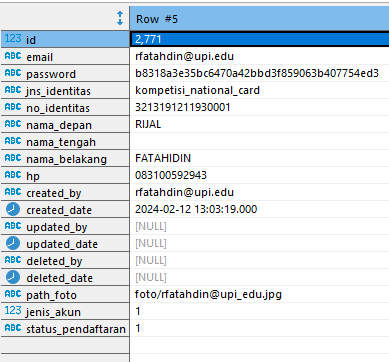 Row #5
123 id 2,771
ABC email rfatahdin@upi.edu
ABC password b8318a3e35bc6470a42bbd3f859063b407754ed3
ABC jns_identitas kompetisi_national_card
ABC no_identitas 3213191211930001
ABC nama_depan RIJAL
ABC nama_tengah
ABC nama_belakang FATAHIDIN
ABC hp 083100592943
ABC created_by rfatahdin@upi.edu
created_date 2024-02-12 13:03:19.000
ABC updated_by [NULL]
updated_date [NULL]
ABC deleted_by [NULL]
deleted_date [NULL]
ABC path_foto foto/rfatahdin@upi_edu.jpg
123 jenis_akun 1
ABC status_pendaftaran 1